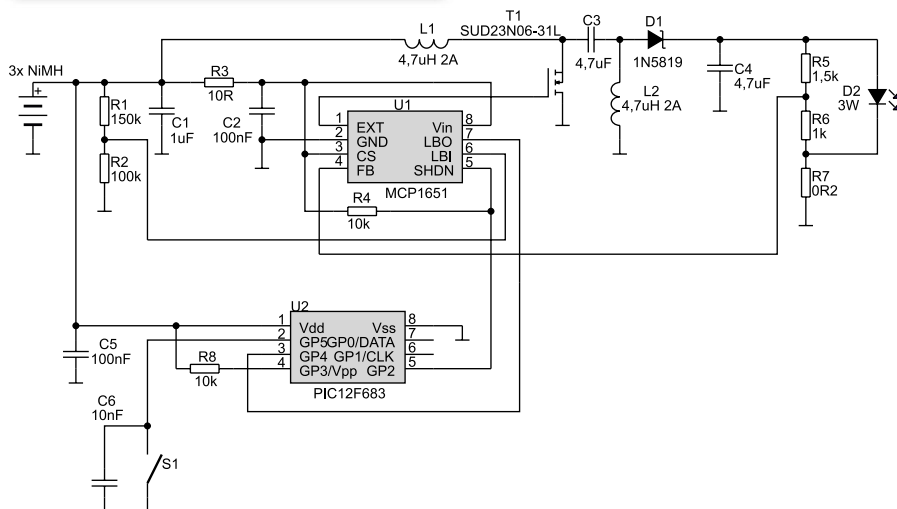 T1
L1
SUD23N06-31L
C3
D1
4,7uH 2A
4,7uF
1N5819
3x NiMH
+
R3
10R
R1
150k
C1
1uF
C2
100nF
U1
1 EXT Vin 8
2 GND LBO 7
3 CS LBI 6
4 FB SHDN 5
MCP1651
L2
4,7uH 2A
C4
4,7uF
R5
1,5k
R6
1k
D2
3W
R7
0R2
R2
100k
R4
10k
U2
1 Vdd Vss 8
2 GP5 GP0/DATA 7
3 GP4 GP1/CLK 6
4 GP3/Vpp GP2 5
PIC12F683
C5
100nF
R8
10k
C6
10nF
S1